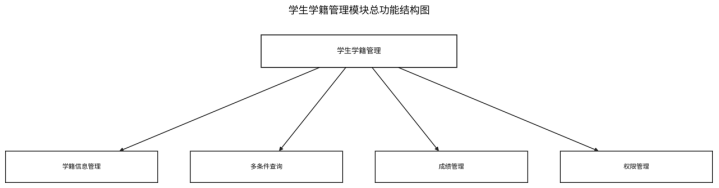 学生学籍管理模块总功能结构图
学生学籍管理
学籍信息管理
多条件查询
成绩管理
权限管理